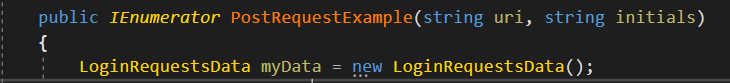 public IEnumerator PostRequestExample(string uri, string initials)
{
LoginRequestsData myData = new LoginRequestsData();